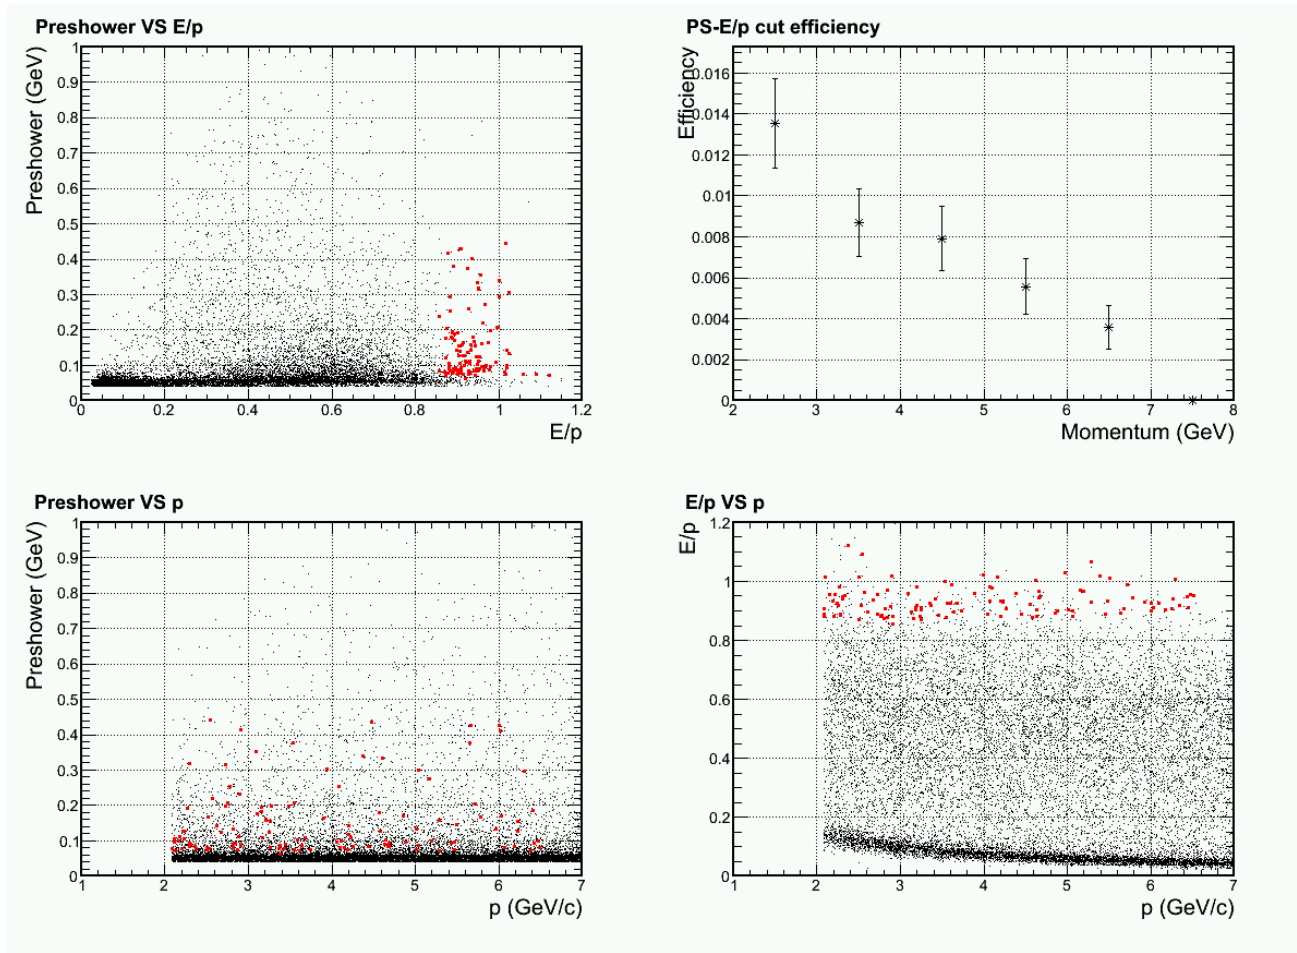 Preshower VS E/p
Preshower (GeV)
1
0.9
0.8
0.7
0.6
0.5
0.4
0.3
0.2
0.1
0
0 0.2 0.4 0.6 0.8 1 1.2
E/p
PS-E/p cut efficiency
Efficiency
0.016
0.014
0.012
0.01
0.008
0.006
0.004
0.002
0
2 3 4 5 6 7 8
Momentum (GeV)
Preshower VS p
Preshower (GeV)
1
0.9
0.8
0.7
0.6
0.5
0.4
0.3
0.2
0.1
0
1 2 3 4 5 6 7
p (GeV/c)
E/p VS p
E/p
1.2
1
0.8
0.6
0.4
0.2
0
1 2 3 4 5 6 7
p (GeV/c)